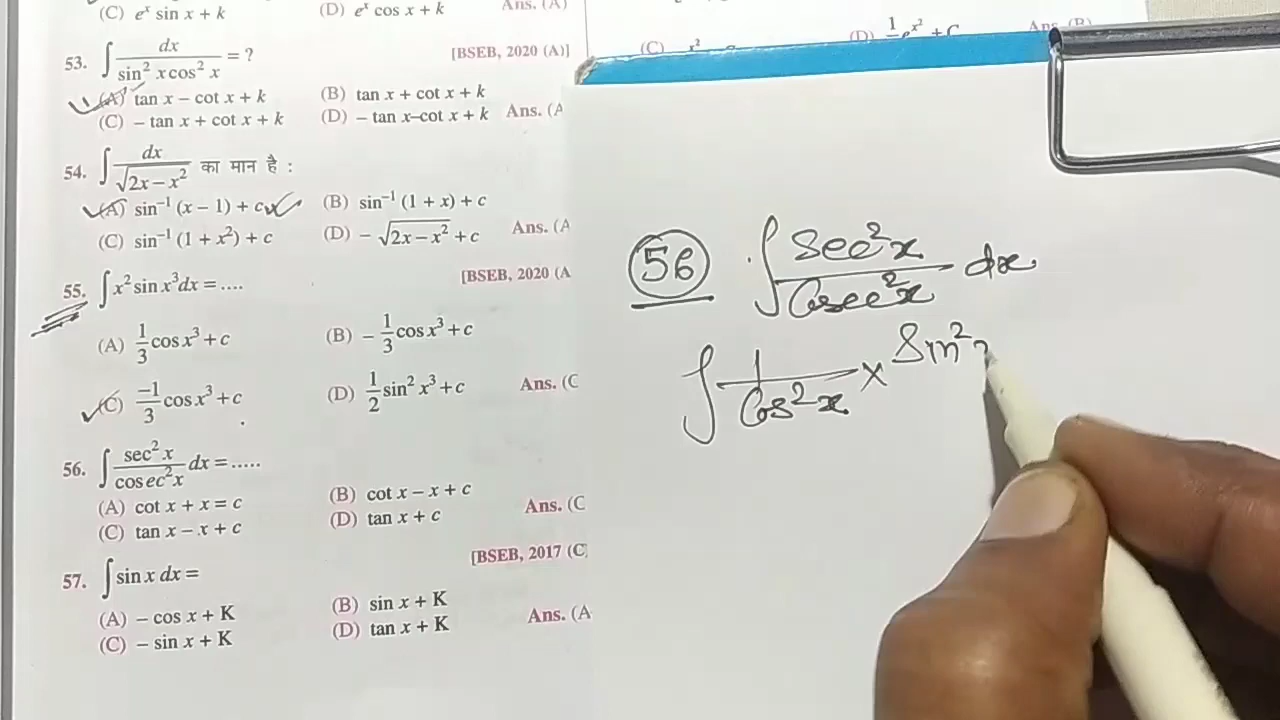 (C) eˣ sin x + k (D) eˣ cos x + k Ans. (A)
53. ∫ dx / sin² x cos² x = ? [BSEB, 2020 (A)]
(A) tan x – cot x + k (B) tan x + cot x + k
(C) – tan x + cot x + k (D) – tan x–cot x + k Ans. (A
54. ∫ dx / √(2x – x²) का मान है :
(A) sin⁻¹ (x – 1) + c (B) sin⁻¹ (1 + x) + c
(C) sin⁻¹ (1 + x²) + c (D) – √(2x – x²) + c Ans. (A
55. ∫ x² sin x³ dx = .... [BSEB, 2020 (A
(A) 1/3 cos x³ + c (B) – 1/3 cos x³ + c
(C) –1/3 cos x³ + c (D) 1/2 sin² x³ + c Ans. (C
56. ∫ sec² x / cosec² x dx = .....
(A) cot x + x = c (B) cot x – x + c
(C) tan x – x + c (D) tan x + c Ans. (C
[BSEB, 2017 (C
57. ∫ sin x dx =
(A) – cos x + K (B) sin x + K
(C) – sin x + K (D) tan x + K Ans. (A
(C) (D) 1 Ans. (B)
56 ∫ Sec²x / Cosec²x dx
∫ 1 / Cos²x × Sin²